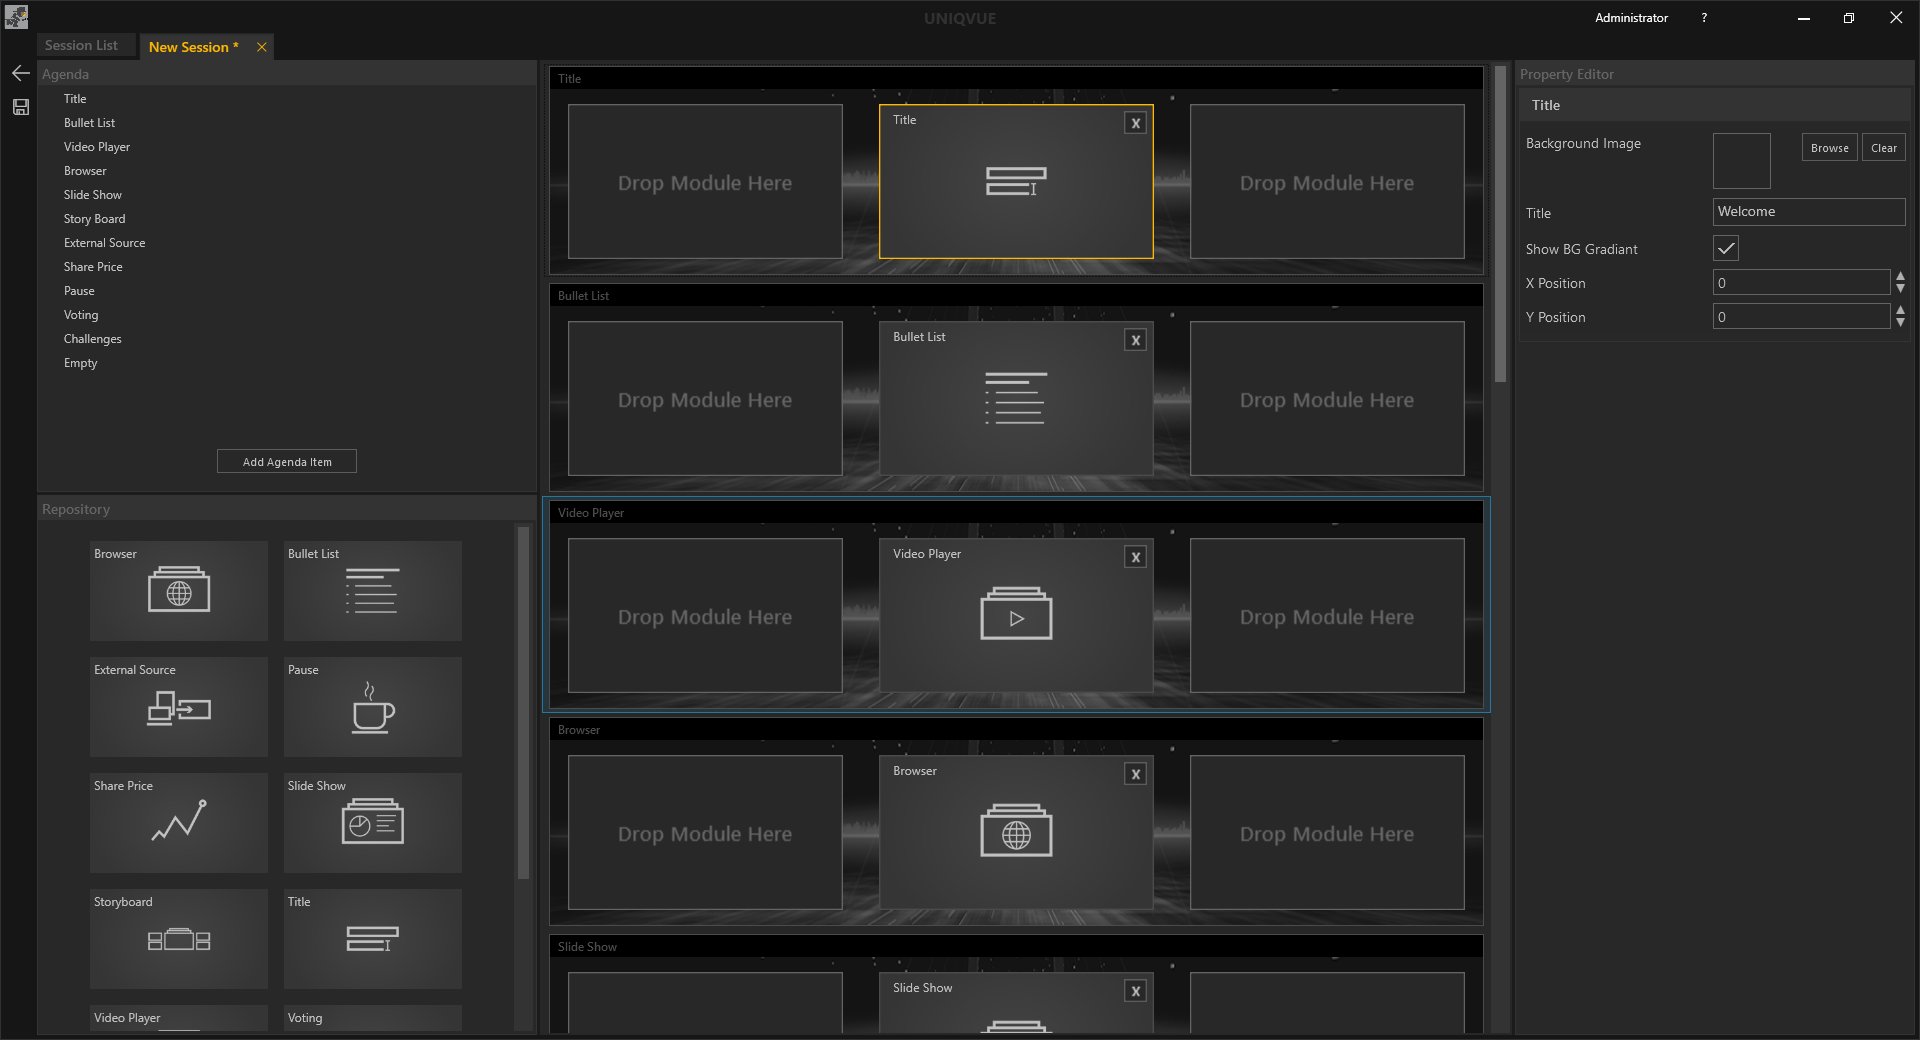 UNIQVUE
Administrator
?
Session List
New Session *
Agenda
Title
Bullet List
Video Player
Browser
Slide Show
Story Board
External Source
Share Price
Pause
Voting
Challenges
Empty
Add Agenda Item
Repository
Browser
Bullet List
External Source
Pause
Share Price
Slide Show
Storyboard
Title
Video Player
Voting
Title
Drop Module Here
Title
X
Drop Module Here
Bullet List
Drop Module Here
Bullet List
X
Drop Module Here
Video Player
Drop Module Here
Video Player
X
Drop Module Here
Browser
Drop Module Here
Browser
X
Drop Module Here
Slide Show
Slide Show
X
Property Editor
Title
Background Image
Browse
Clear
Title
Welcome
Show BG Gradiant
X Position
0
Y Position
0